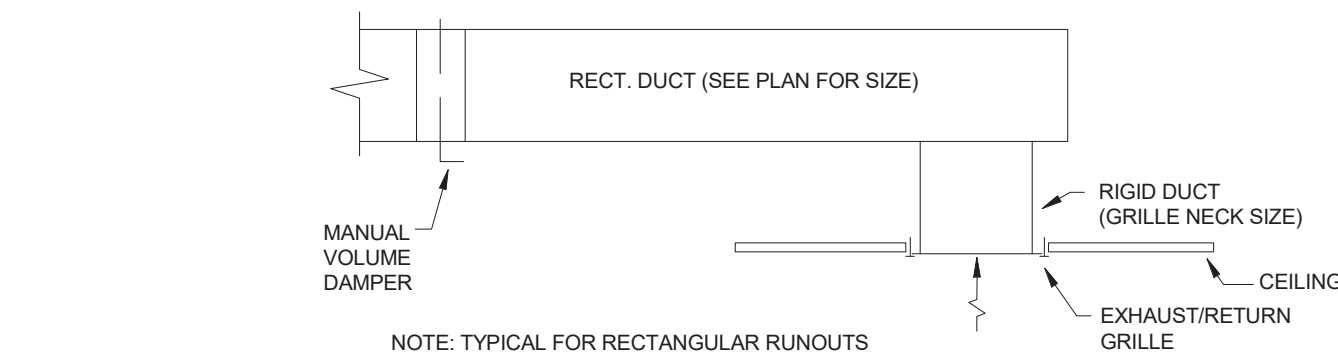 RECT. DUCT (SEE PLAN FOR SIZE)
RIGID DUCT
(GRILLE NECK SIZE)
MANUAL
VOLUME
DAMPER
CEILING
EXHAUST/RETURN
GRILLE
NOTE: TYPICAL FOR RECTANGULAR RUNOUTS